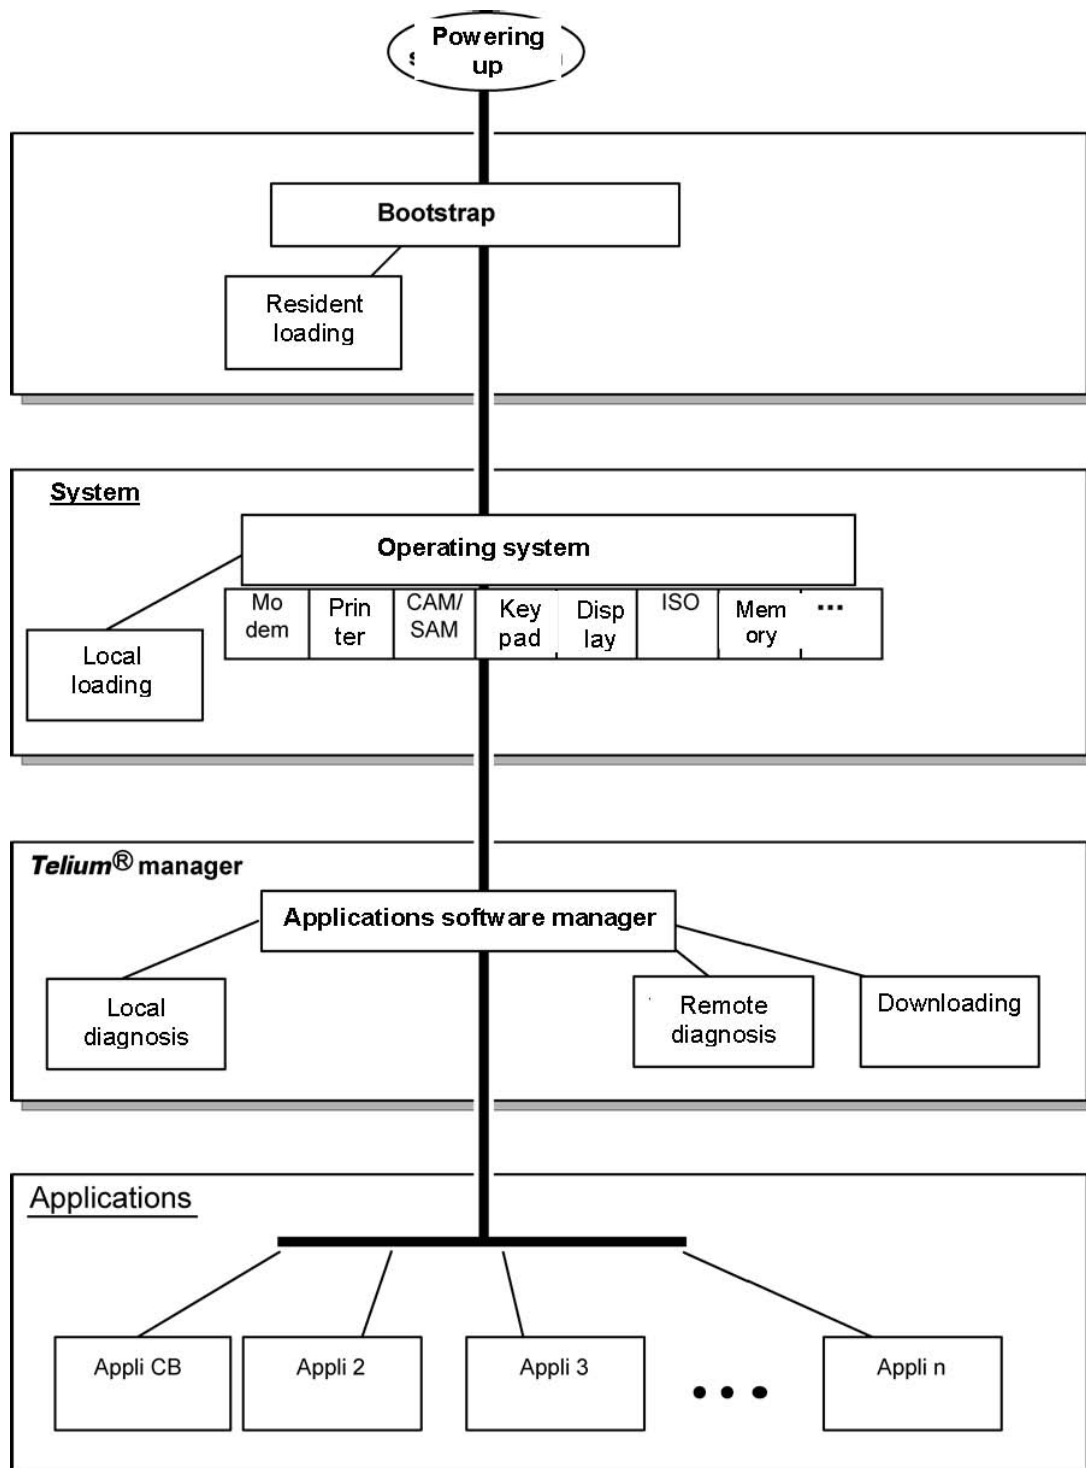 Powering
up
Bootstrap
Resident
loading
System
Operating system
Mo
dem
Prin
ter
CAM/
SAM
Key
pad
Disp
lay
ISO
Mem
ory
...
Local
loading
Telium® manager
Applications software manager
Local
diagnosis
Remote
diagnosis
Downloading
Applications
Appli CB
Appli 2
Appli 3
...
Appli n